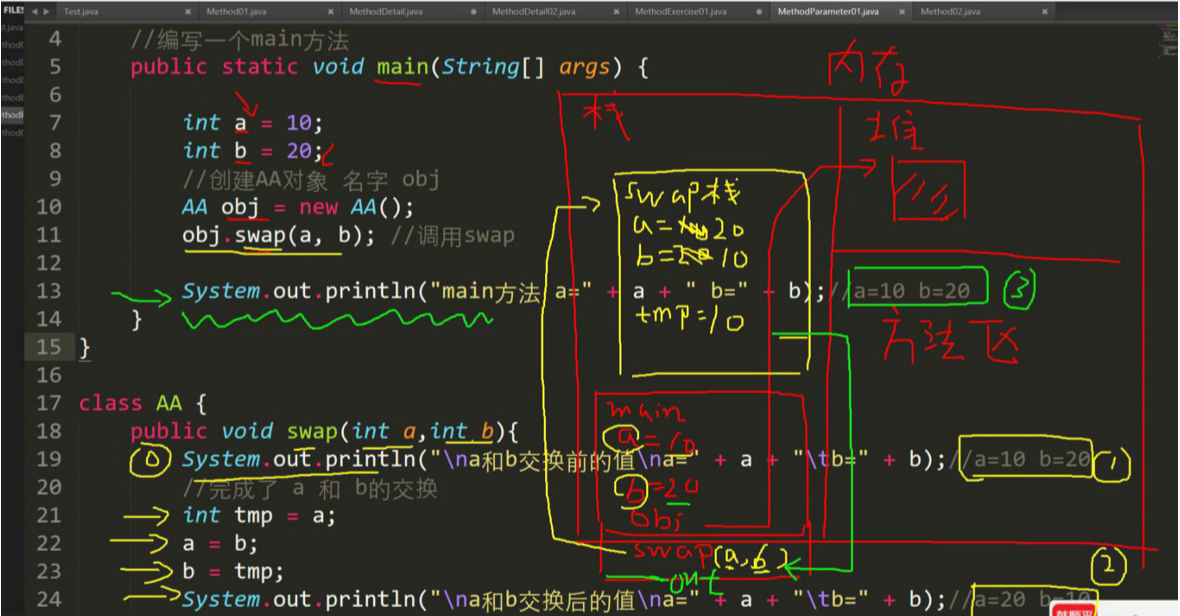 FILES
Test.java × Method01.java × MethodDetail.java MethodDetail02.java × MethodExercise01.java MethodParameter01.java × Method02.java ×
4 //编写一个main方法
5 public static void main(String[] args) {
内存
6
栈
7 int a = 10;
堆
8 int b = 20;
9 //创建AA对象 名字 obj
swap栈
10 AA obj = new AA();
a= 20
11 obj.swap(a, b); //调用swap
b= 10
12
13 System.out.println("main方法 a=" + a + " b=" + b);//a=10 b=20 ③
tmp=10
14 }
方法区
15 }
16
17 class AA {
main
18 public void swap(int a,int b){
a=10
19 System.out.println("\na和b交换前的值\na=" + a + "\tb=" + b);//a=10 b=20 ①
20 //完成了 a 和 b的交换
b=20
21 int tmp = a;
obj
22 a = b;
swap(a,b)
23 b = tmp;
out
②
24 System.out.println("\na和b交换后的值\na=" + a + "\tb=" + b);//a=20 b=10